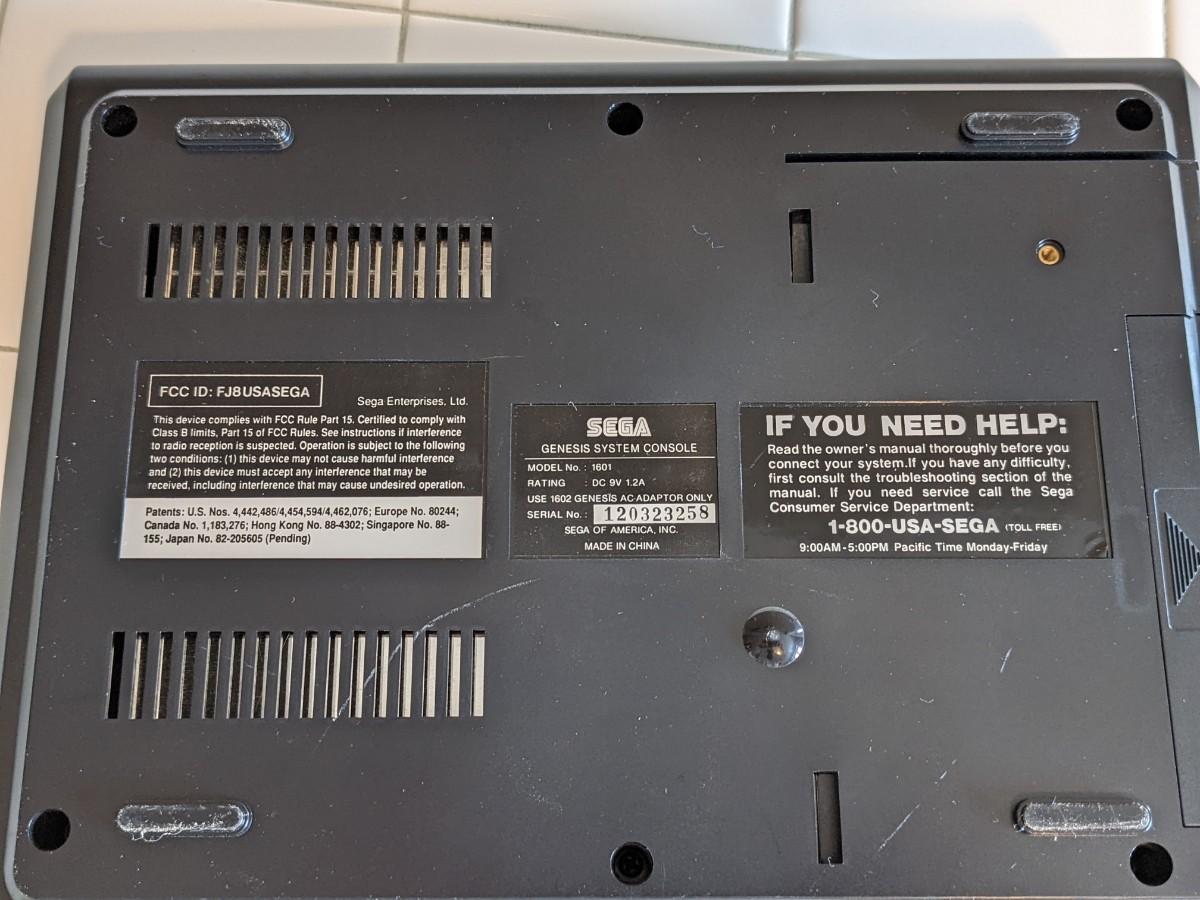 FCC ID: FJ8USASEGA
Sega Enterprises, Ltd.
This device complies with FCC Rule Part 15. Certified to comply with
Class B limits, Part 15 of FCC Rules. See instructions if interference
to radio reception is suspected. Operation is subject to the following
two conditions: (1) this device may not cause harmful interference
and (2) this device must accept any interference that may be
received, including interference that may cause undesired operation.
Patents: U.S. Nos. 4,442,486/4,454,594/4,462,076; Europe No. 80244;
Canada No. 1,183,276; Hong Kong No. 88-4302; Singapore No. 88-
155; Japan No. 82-205605 (Pending)
SEGA
GENESIS SYSTEM CONSOLE
MODEL No. : 1601
RATING : DC 9V 1.2A
USE 1602 GENESIS AC ADAPTOR ONLY
SERIAL No.: 120323258
SEGA OF AMERICA, INC.
MADE IN CHINA
IF YOU NEED HELP:
Read the owner's manual thoroughly before you
connect your system.If you have any difficulty,
first consult the troubleshooting section of the
manual. If you need service call the Sega
Consumer Service Department:
1-800-USA-SEGA (TOLL FREE)
9:00AM-5:00PM Pacific Time Monday-Friday